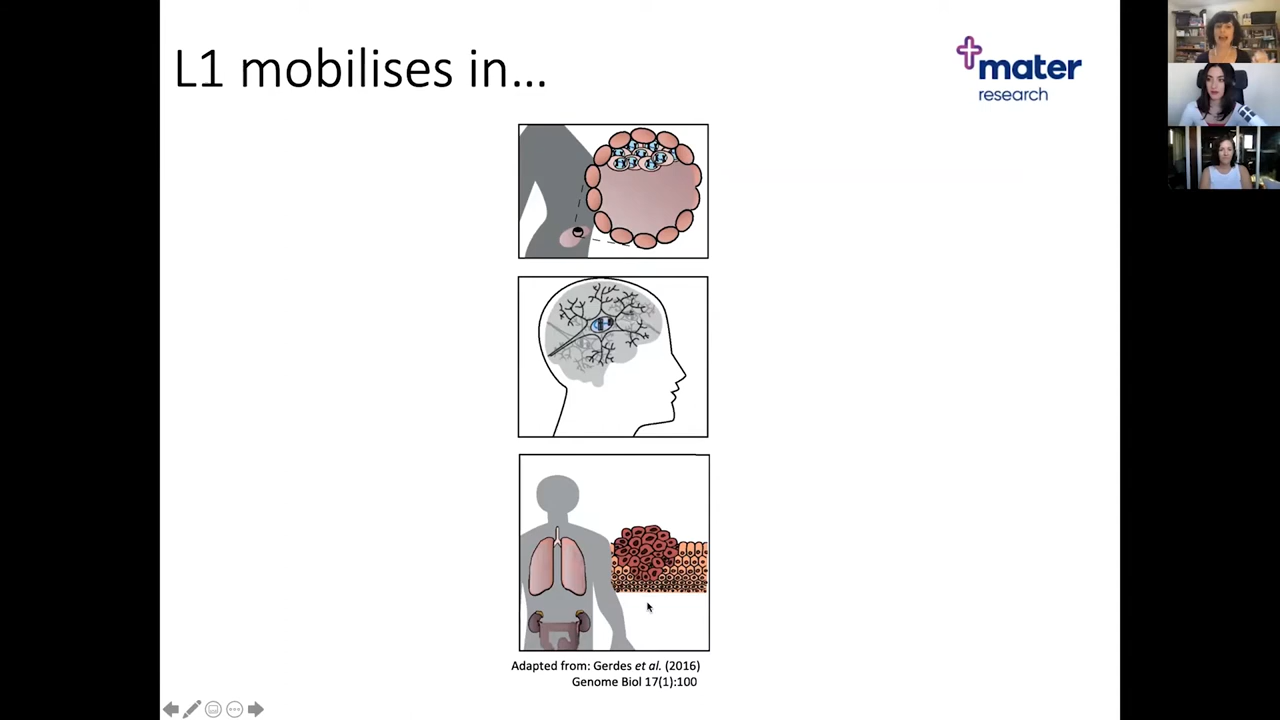 L1 mobilises in...
mater
research
Adapted from: Gerdes et al. (2016)
Genome Biol 17(1):100